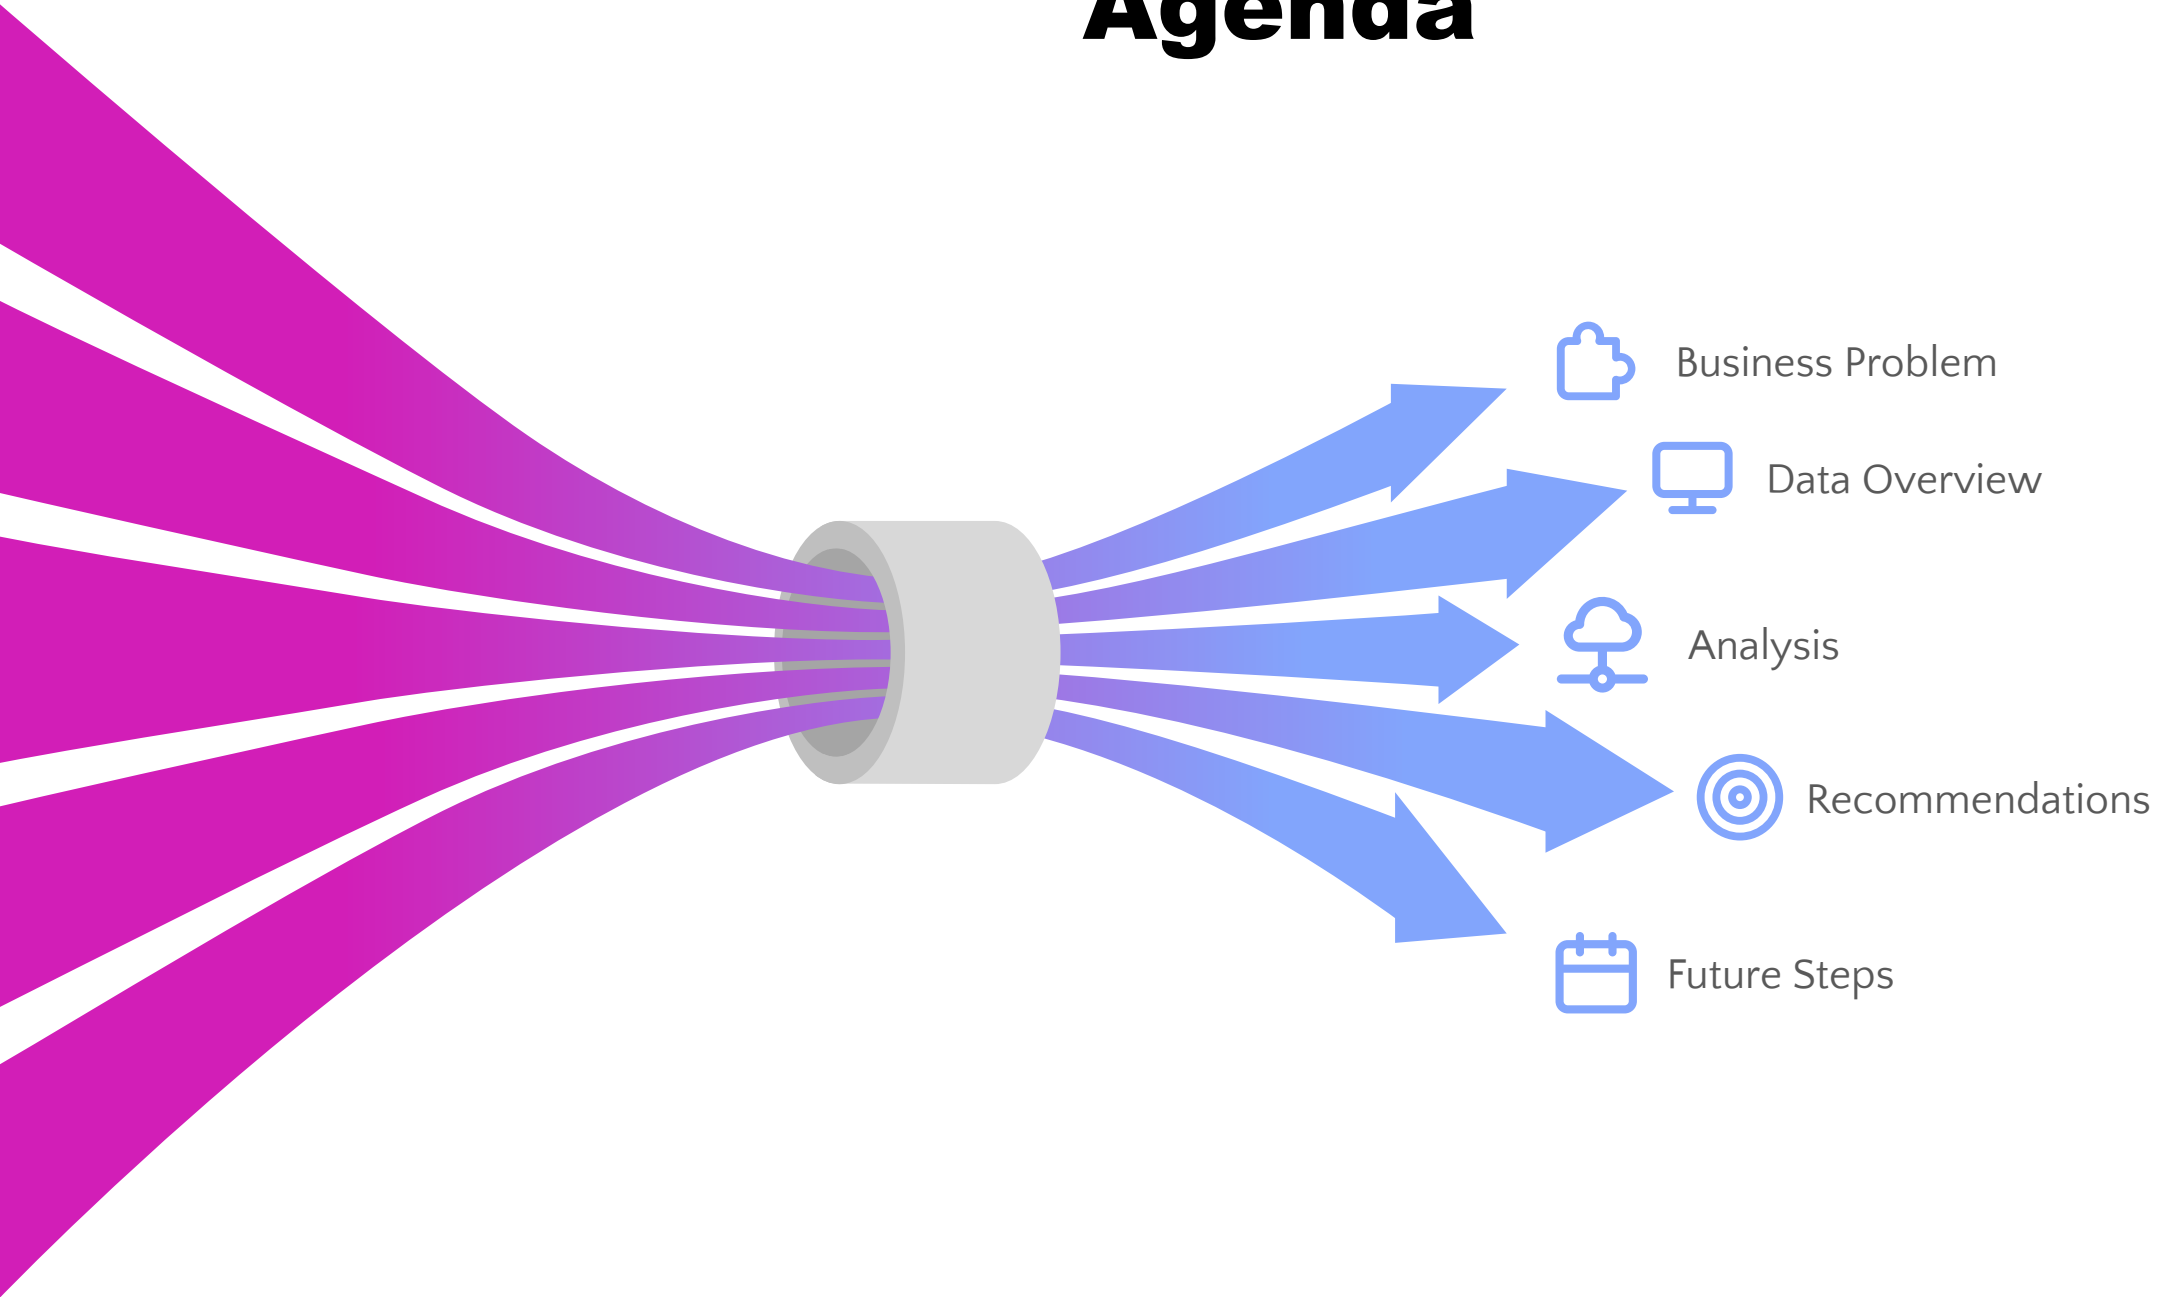 Agenda
Business Problem
Data Overview
Analysis
Recommendations
Future Steps